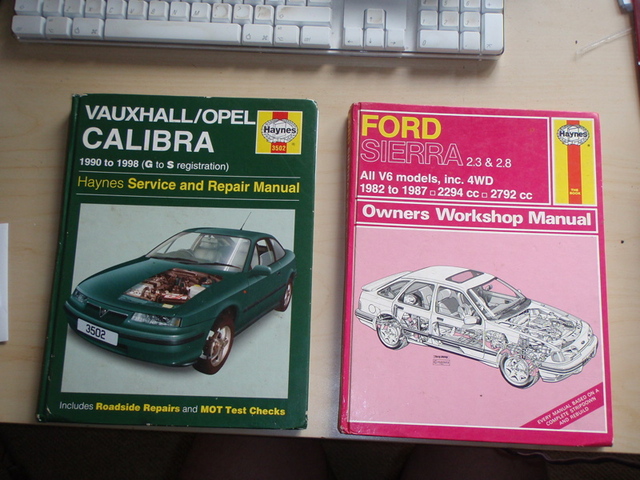 VAUXHALL/OPEL
CALIBRA
1990 to 1998 (G to S registration)
Haynes
3502
Haynes Service and Repair Manual
3502
Includes Roadside Repairs and MOT Test Checks
FORD
SIERRA 2.3 & 2.8
All V6 models, inc. 4WD
1982 to 1987 □ 2294 cc □ 2792 cc
Haynes
Owners Workshop Manual
EVERY MANUAL BASED ON A
COMPLETE STRIPDOWN
AND REBUILD